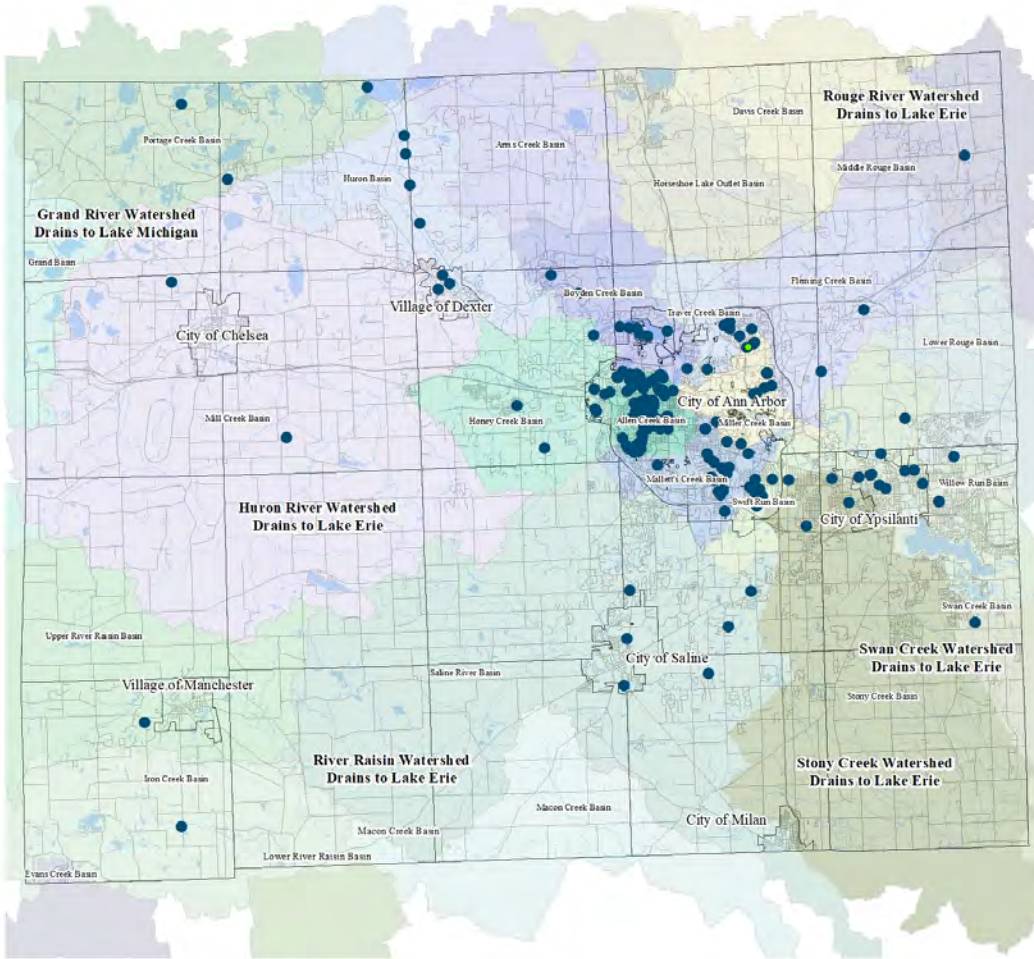 Rouge River Watershed
Drains to Lake Erie
Davis Creek Basin
Portage Creek Basin
Arms Creek Basin
Middle Rouge Basin
Huron Basin
Horseshoe Lake Outlet Basin
Grand River Watershed
Drains to Lake Michigan
Grand Basin
Fleming Creek Basin
Boyden Creek Basin
Village of Dexter
Traver Creek Basin
City of Chelsea
Lower Rouge Basin
City of Ann Arbor
Mill Creek Basin
Honey Creek Basin
Allen Creek Basin
Miller Creek Basin
Mallett's Creek Basin
Willow Run Basin
Swift Run Basin
Huron River Watershed
Drains to Lake Erie
City of Ypsilanti
Swan Creek Basin
Upper River Raisin Basin
Swan Creek Watershed
Drains to Lake Erie
City of Saline
Saline River Basin
Village of Manchester
Stony Creek Basin
River Raisin Watershed
Drains to Lake Erie
Stony Creek Watershed
Drains to Lake Erie
Iron Creek Basin
Macon Creek Basin
City of Milan
Macon Creek Basin
Lower River Raisin Basin
Evans Creek Basin